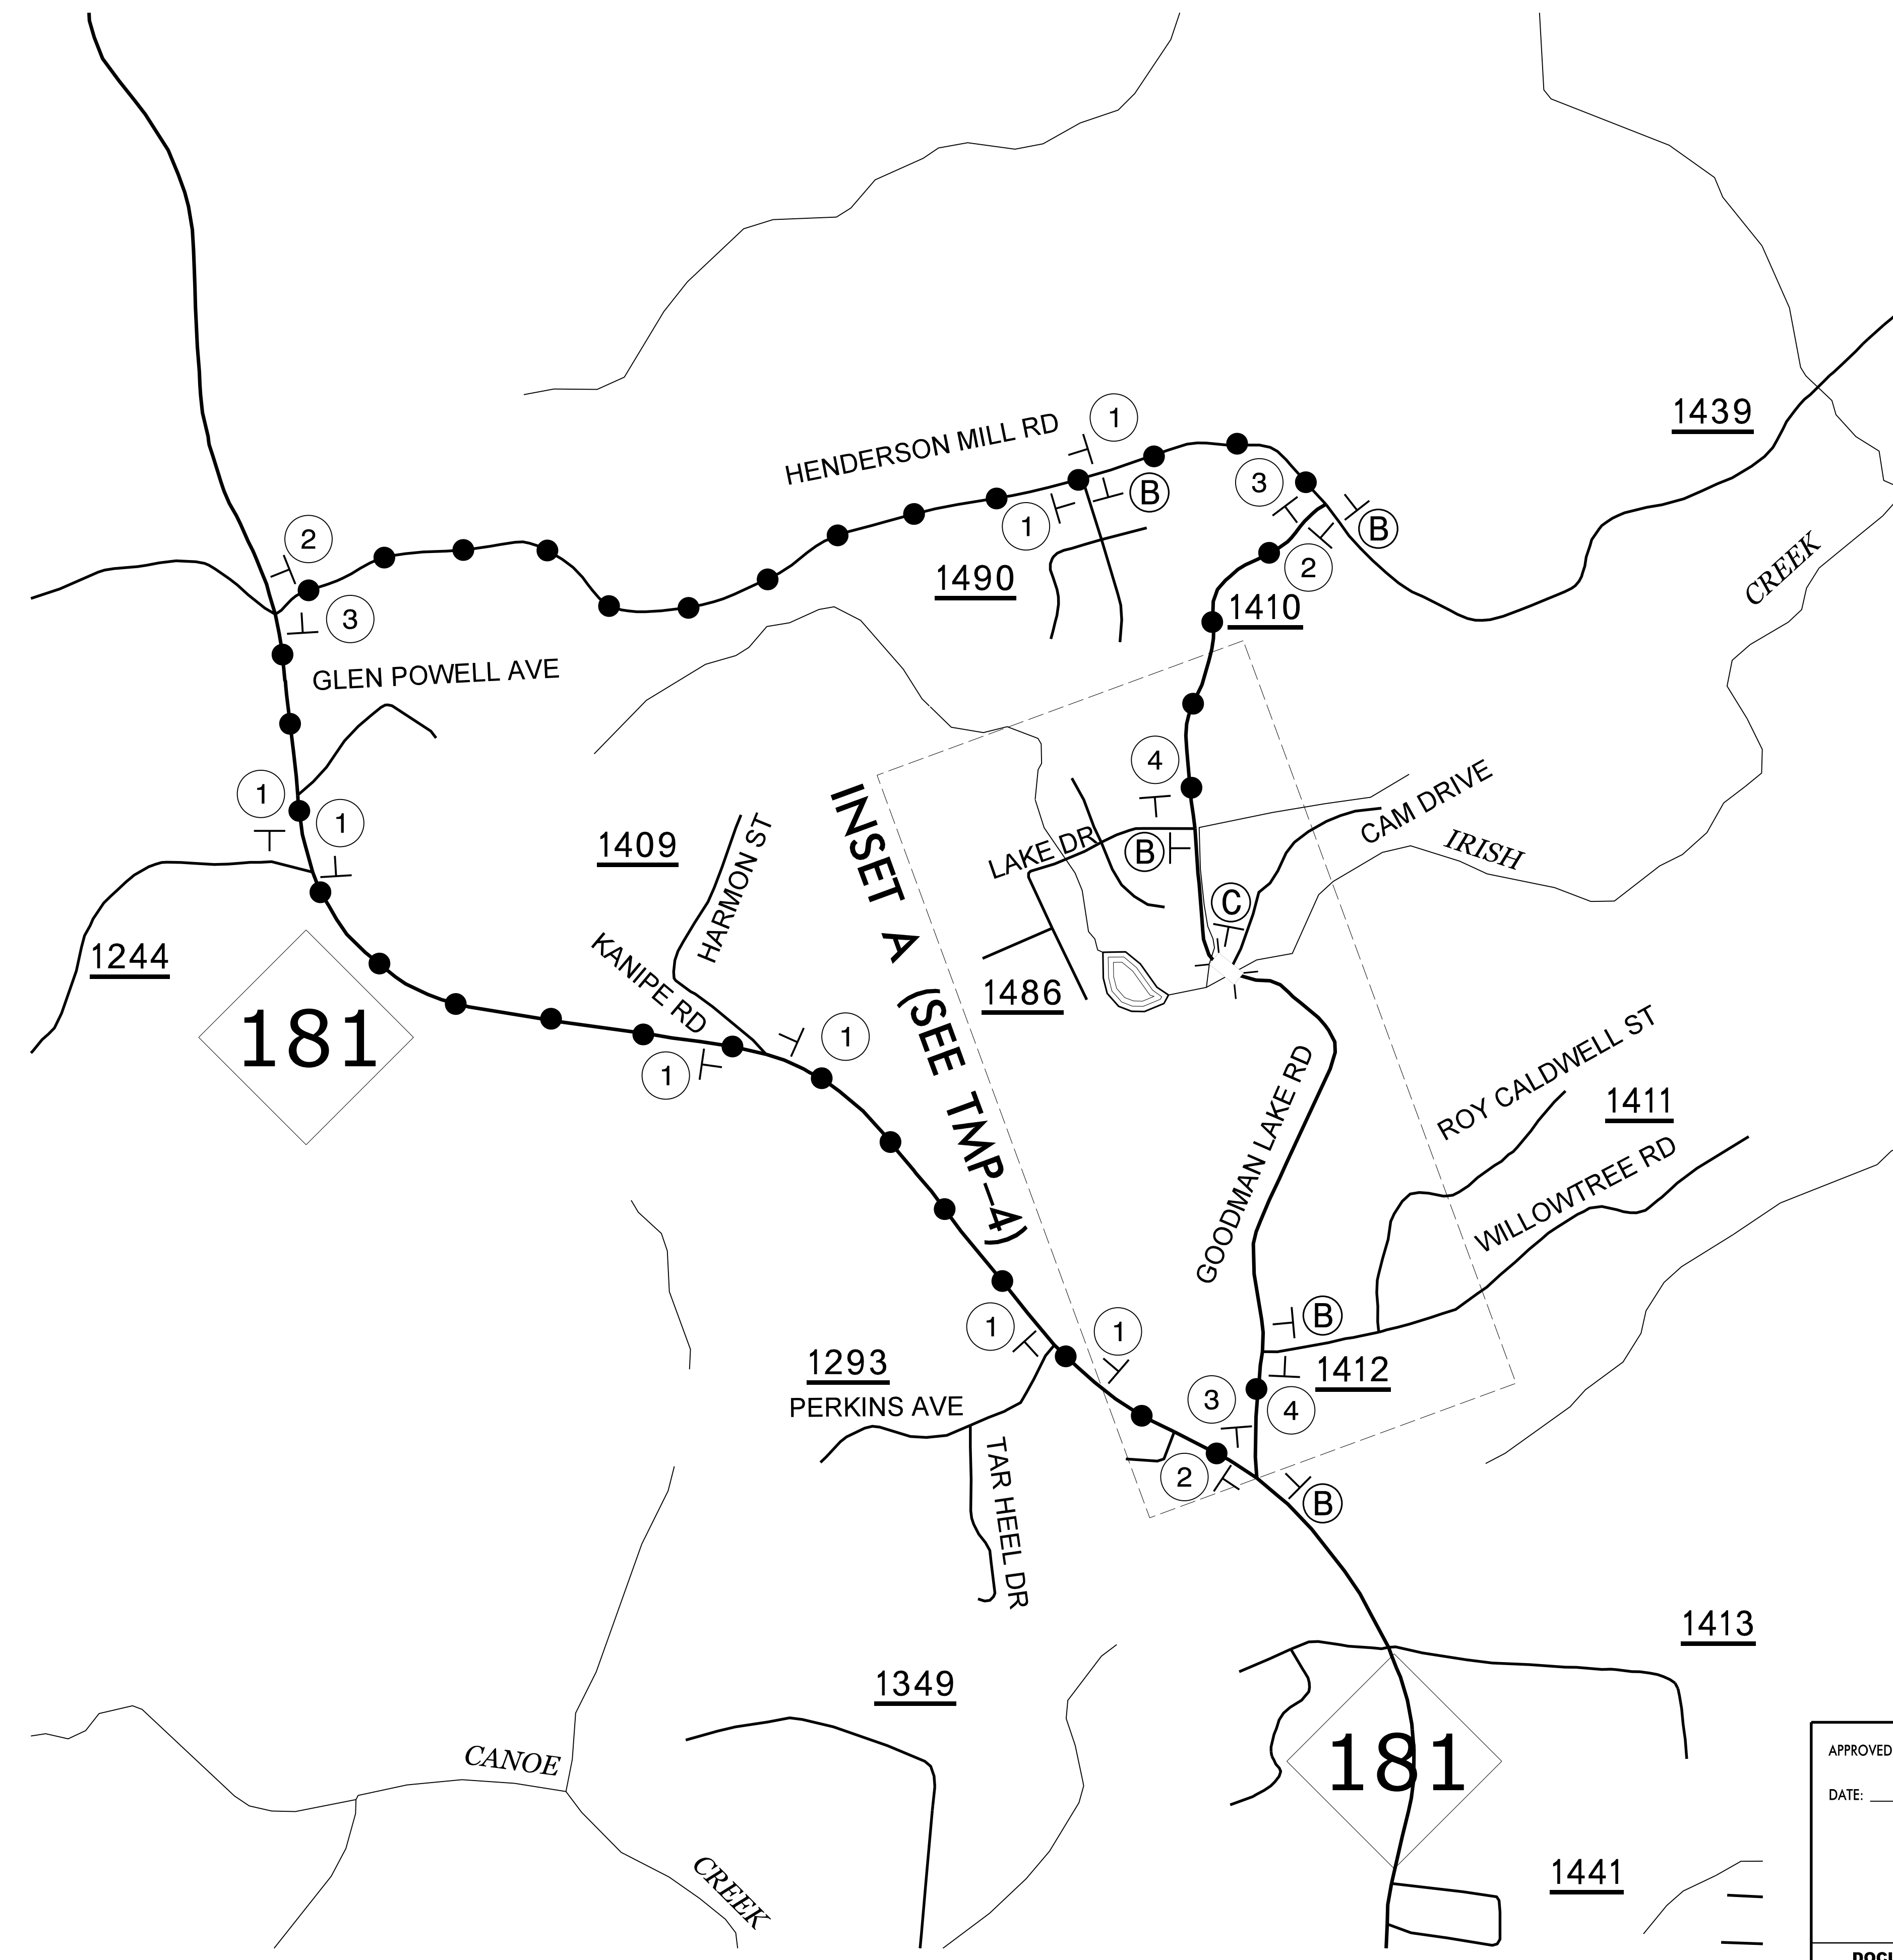 1439
HENDERSON MILL RD
1
B
1
3
B
2
2
3
1490
1410
CREEK
GLEN POWELL AVE
4
1
1
1409
HARMON ST
INSET A (SEE TMP-4)
LAKE DR
B
CAM DRIVE
IRISH
C
1244
KANIPE RD
1486
181
1
1
GOODMAN LAKE RD
ROY CALDWELL ST
1411
WILLOWTREE RD
1
1
B
1293
1412
PERKINS AVE
3
4
TAR HEEL DR
2
B
1413
1349
181
CANOE
CREEK
1441
APPROVED
DATE: